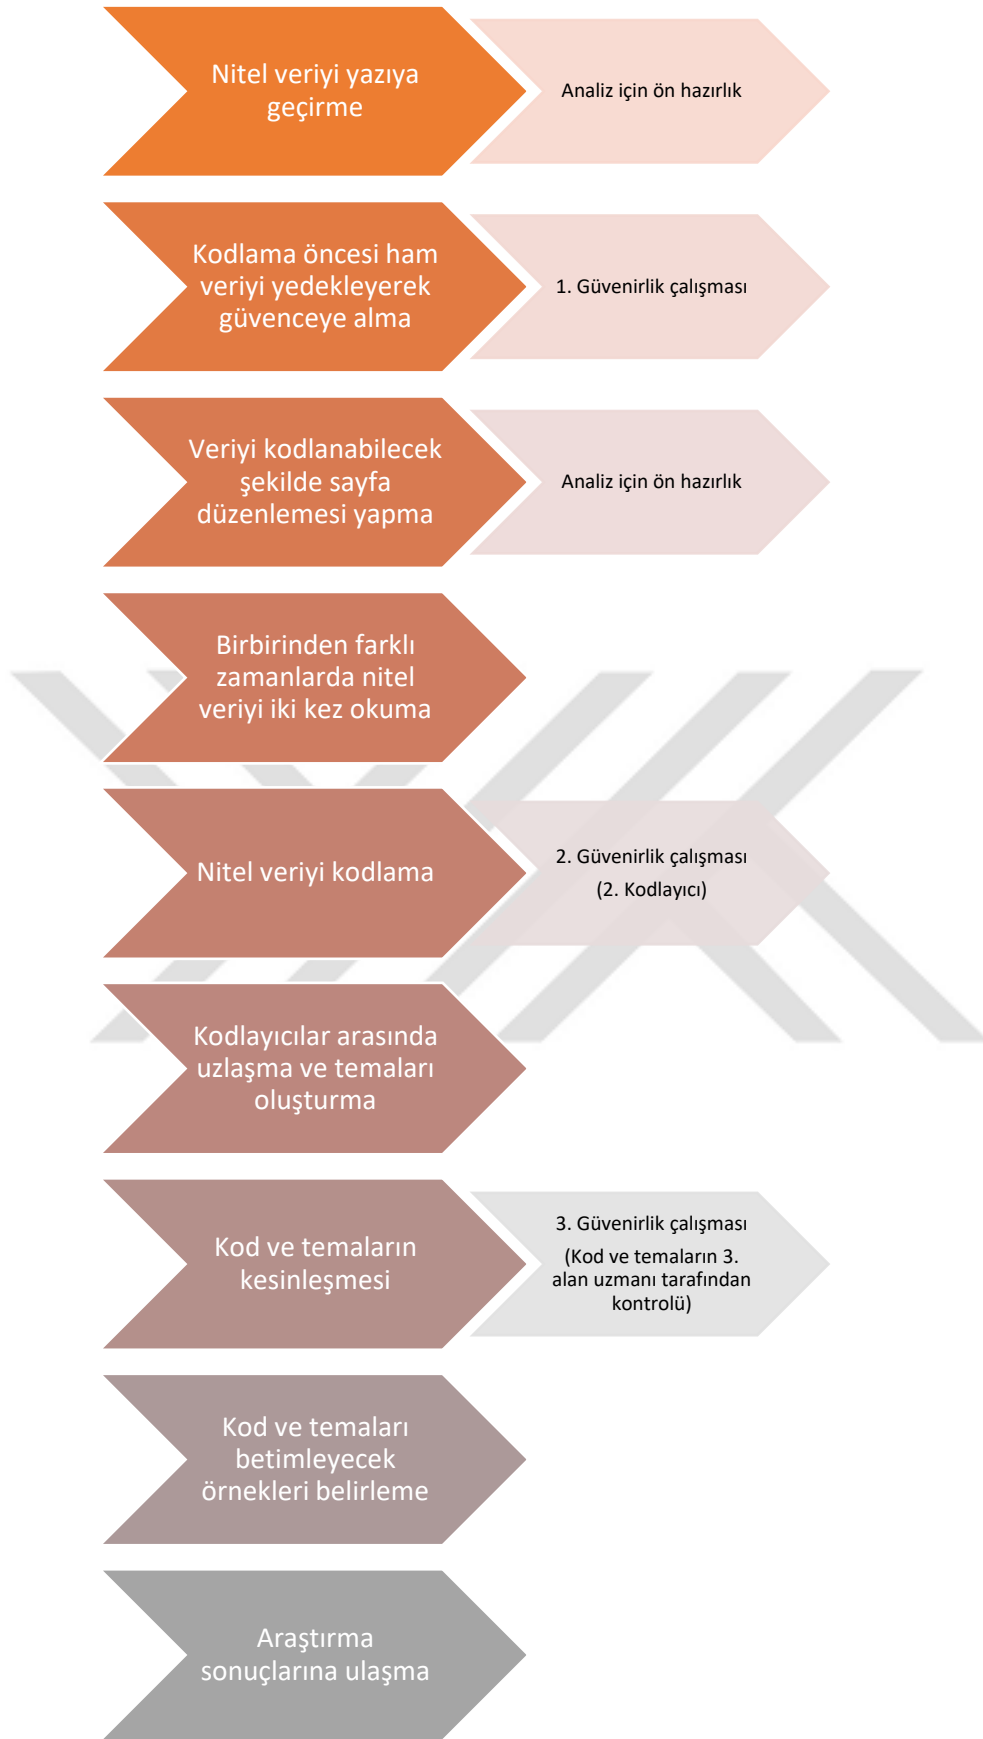 Nitel veriyi yazıya
geçirme
Analiz için ön hazırlık
Kodlama öncesi ham
veriyi yedekleyerek
güvenceye alma
1. Güvenirlik çalışması
Veriyi kodlanabilecek
şekilde sayfa
düzenlemesi yapma
Analiz için ön hazırlık
Birbirinden farklı
zamanlarda nitel
veriyi iki kez okuma
Nitel veriyi kodlama
2. Güvenirlik çalışması
(2. Kodlayıcı)
Kodlayıcılar arasında
uzlaşma ve temaları
oluşturma
Kod ve temaların
kesinleşmesi
3. Güvenirlik çalışması
(Kod ve temaların 3.
alan uzmanı tarafından
kontrolü)
Kod ve temaları
betimleyecek
örnekleri belirleme
Araştırma
sonuçlarına ulaşma